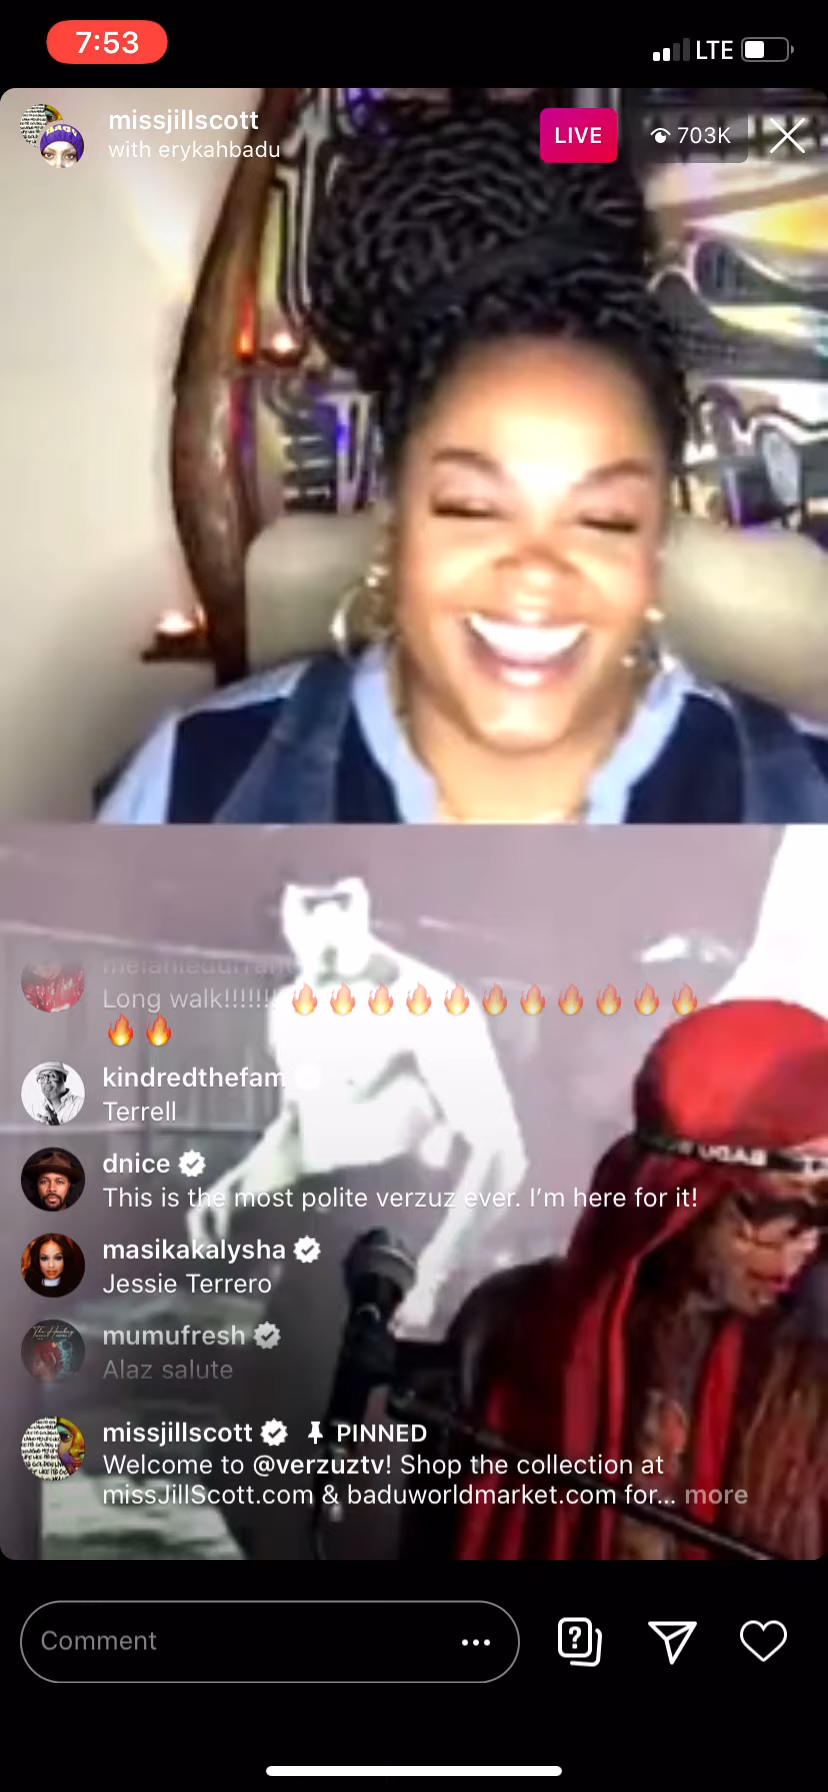 7:53
LTE
missjillscott
with erykahbadu
LIVE
703K
melaniedurrant
Long walk!!!!!!! 🔥🔥🔥🔥🔥🔥🔥🔥🔥🔥🔥
🔥🔥
kindredthefam
Terrell
dnice
This is the most polite verzuz ever. I'm here for it!
masikakalysha
Jessie Terrero
mumufresh
Alaz salute
missjillscott PINNED
Welcome to @verzuztv! Shop the collection at
missJillScott.com & baduworldmarket.com for... more
Comment